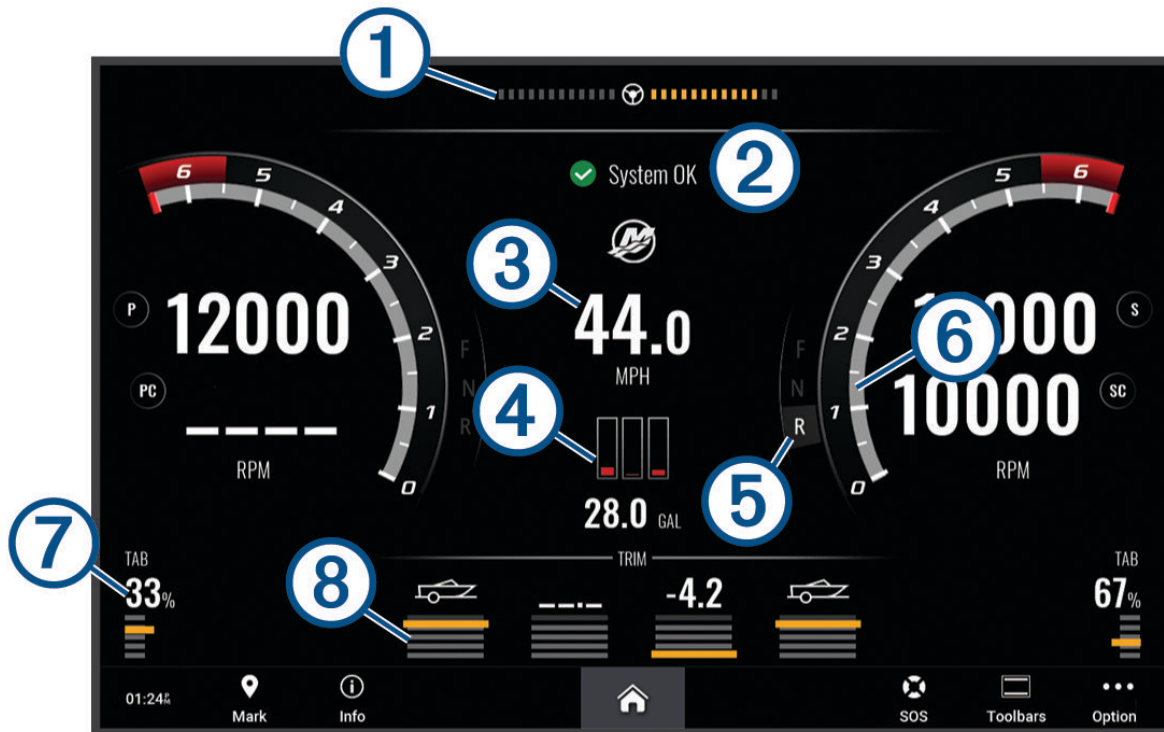 1
2
System OK
6 5 4 3 2 1 0
5 6 4 3 2 1 0
3
P 12000
44.0
MPH
S
6
PC
10000 SC
RPM
RPM
F
N
R
F
N
R
4
5
28.0 GAL
7
8
TAB
33%
TRIM
-4.2
TAB
67%
01:24 PM
Mark
Info
SOS
Toolbars
Option